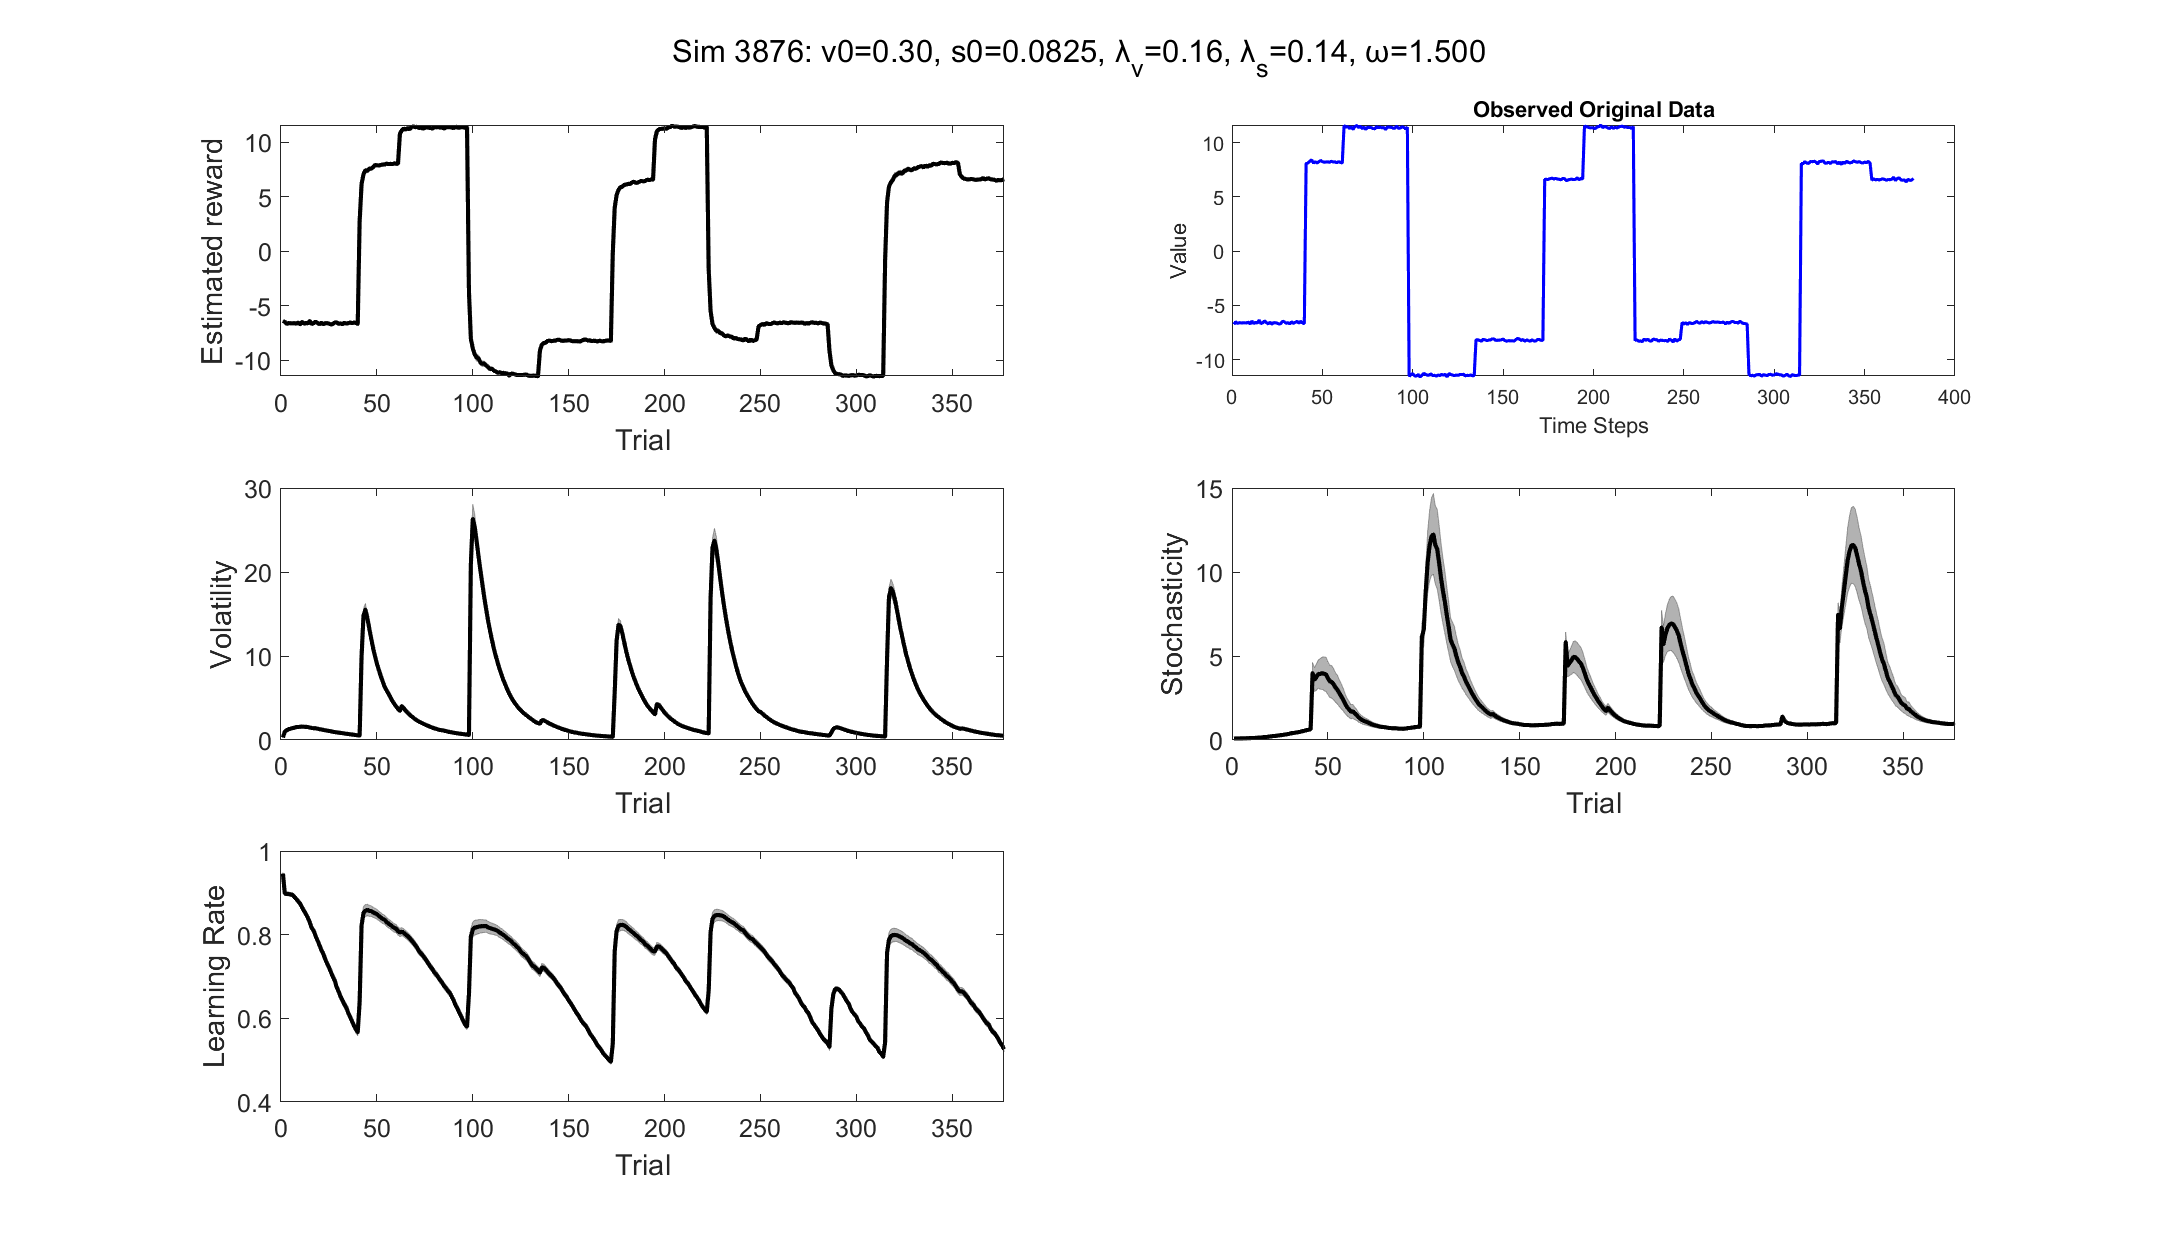 Sim 3876: v0=0.30, s0=0.0825, λv=0.16, λs=0.14, ω=1.500
Estimated reward
10
5
0
-5
-10
0 50 100 150 200 250 300 350
Trial
Observed Original Data
Value
10
5
0
-5
-10
0 50 100 150 200 250 300 350 400
Time Steps
Volatility
30
20
10
0
0 50 100 150 200 250 300 350
Trial
Stochasticity
15
10
5
0
0 50 100 150 200 250 300 350
Trial
Learning Rate
1
0.8
0.6
0.4
0 50 100 150 200 250 300 350
Trial